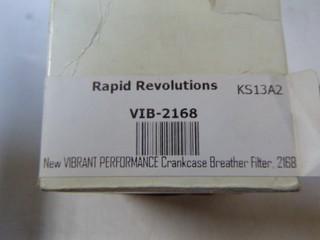 Rapid Revolutions KS13A2
VIB-2168
New VIBRANT PERFORMANCE Crankcase Breather Filter, 2168